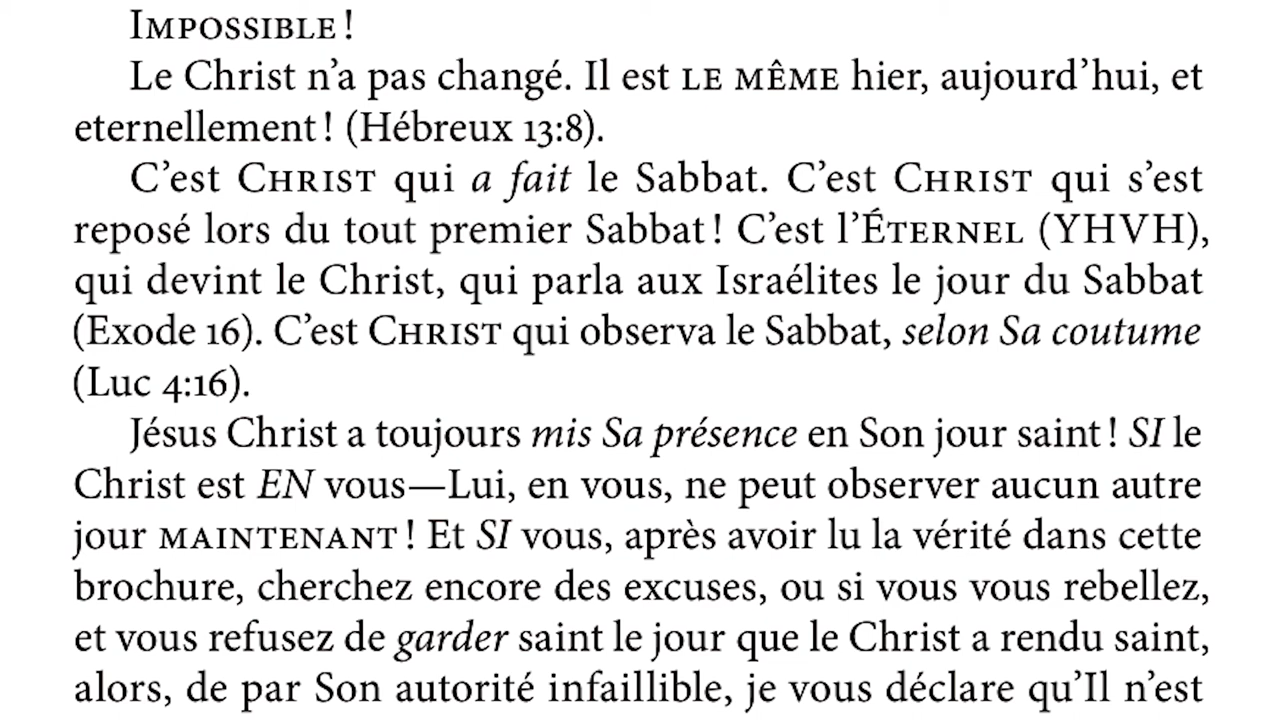 IMPOSSIBLE !
Le Christ n’a pas changé. Il est LE MÊME hier, aujourd’hui, et
eternellement ! (Hébreux 13:8).
C’est CHRIST qui a fait le Sabbat. C’est CHRIST qui s’est
reposé lors du tout premier Sabbat ! C’est l’ÉTERNEL (YHVH),
qui devint le Christ, qui parla aux Israélites le jour du Sabbat
(Exode 16). C’est CHRIST qui observa le Sabbat, selon Sa coutume
(Luc 4:16).
Jésus Christ a toujours mis Sa présence en Son jour saint ! SI le
Christ est EN vous—Lui, en vous, ne peut observer aucun autre
jour MAINTENANT ! Et SI vous, après avoir lu la vérité dans cette
brochure, cherchez encore des excuses, ou si vous vous rebellez,
et vous refusez de garder saint le jour que le Christ a rendu saint,
alors, de par Son autorité infaillible, je vous déclare qu’Il n’est